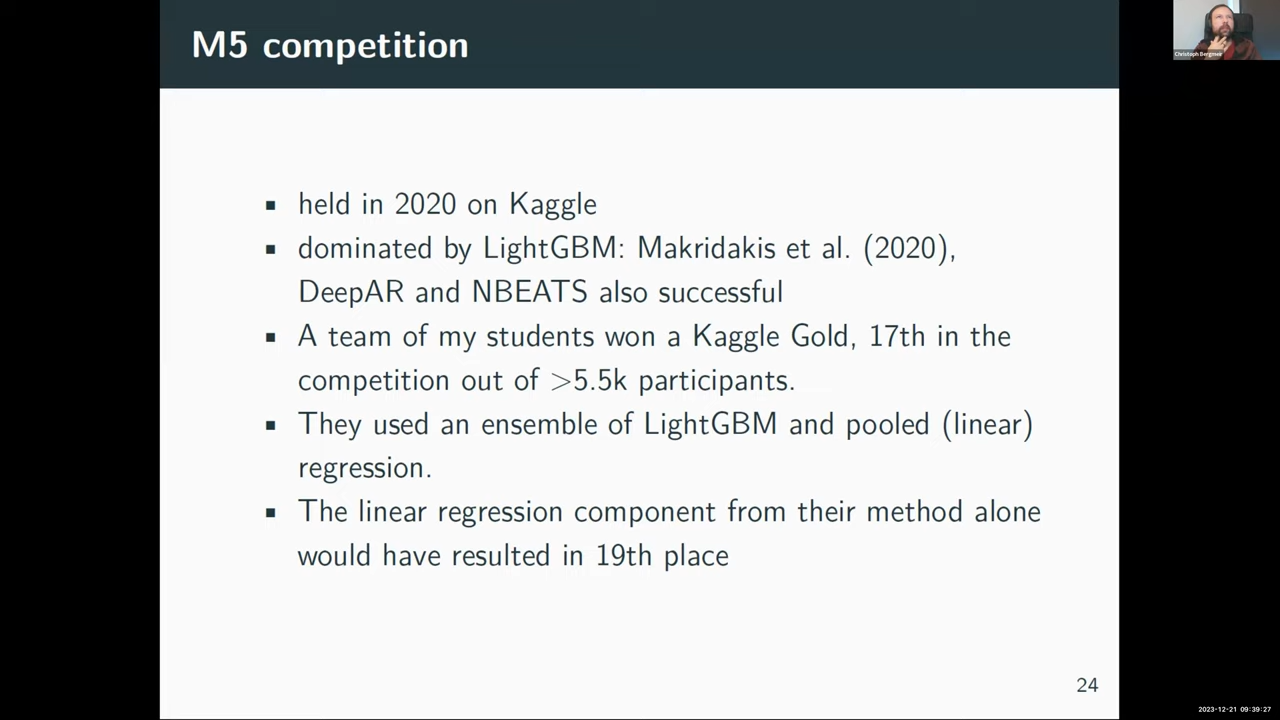 M5 competition
Christoph Bergmeir
▪ held in 2020 on Kaggle
▪ dominated by LightGBM: Makridakis et al. (2020),
DeepAR and NBEATS also successful
▪ A team of my students won a Kaggle Gold, 17th in the
competition out of >5.5k participants.
▪ They used an ensemble of LightGBM and pooled (linear)
regression.
▪ The linear regression component from their method alone
would have resulted in 19th place
24
2023-12-21 09:39:27